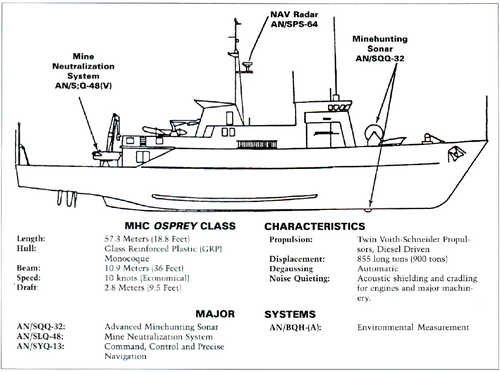 NAV Radar
AN/SPS-64
Minehunting
Sonar
AN/SQQ-32
Mine
Neutralization
System
AN/S;Q-48(V)
MHC OSPREY CLASS CHARACTERISTICS
Length: 57.3 Meters (18.8 Feet)
Hull: Glass Reinforced Plastic (GRP)
Monocoque
Beam: 10.9 Meters (36 Feet)
Speed: 10 knots (Economical)
Draft: 2.8 Meters (9.5 Feet)
Propulsion: Twin Voith-Schneider Propul-
sors, Diesel Driven
Displacement: 855 long tons (900 tons)
Degaussing Automatic
Noise Quieting: Acoustic shielding and cradling
for engines and major machin-
ery.
MAJOR SYSTEMS
AN/SQQ-32: Advanced Minehunting Sonar
AN/SLQ-48: Mine Neutralization System
AN/SYQ-13: Command, Control and Precise
Navigation
AN/BQH-(A): Environmental Measurement